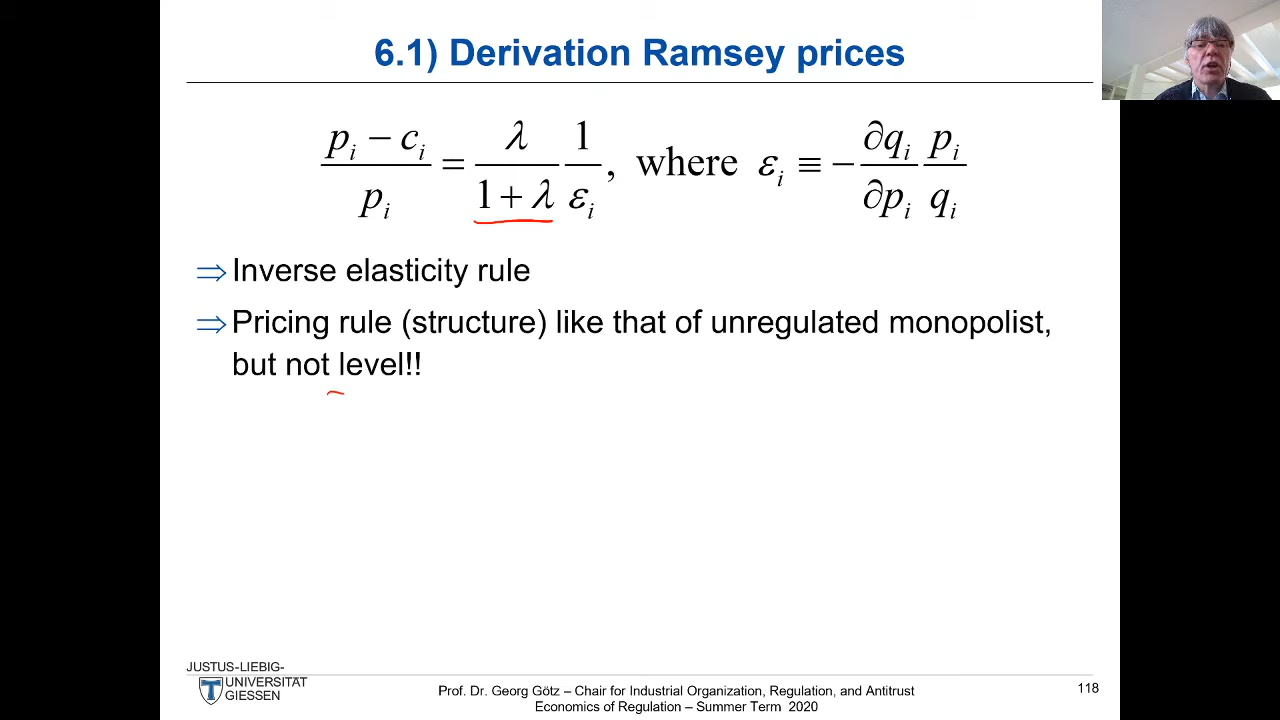 6.1) Derivation Ramsey prices
(p_i − c_i)/p_i = λ/(1 + λ) 1/ε_i, where ε_i ≡ −∂q_i/∂p_i p_i/q_i
⇒ Inverse elasticity rule
⇒ Pricing rule (structure) like that of unregulated monopolist,
but not level!!
JUSTUS-LIEBIG-
UNIVERSITÄT
GIESSEN
Prof. Dr. Georg Götz – Chair for Industrial Organization, Regulation, and Antitrust
Economics of Regulation – Summer Term 2020
118